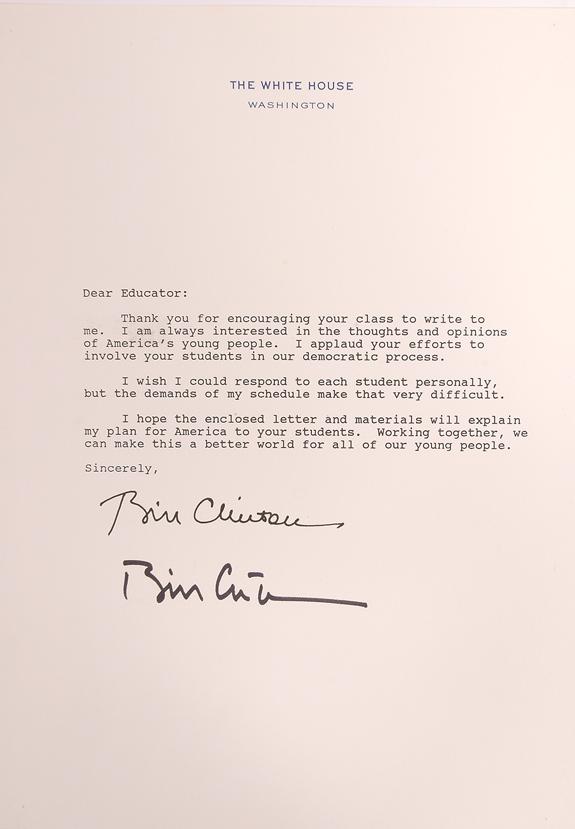 THE WHITE HOUSE
WASHINGTON
Dear Educator:
Thank you for encouraging your class to write to
me. I am always interested in the thoughts and opinions
of America's young people. I applaud your efforts to
involve your students in our democratic process.
I wish I could respond to each student personally,
but the demands of my schedule make that very difficult.
I hope the enclosed letter and materials will explain
my plan for America to your students. Working together, we
can make this a better world for all of our young people.
Sincerely,
Bill Clinton
Bill Clinton